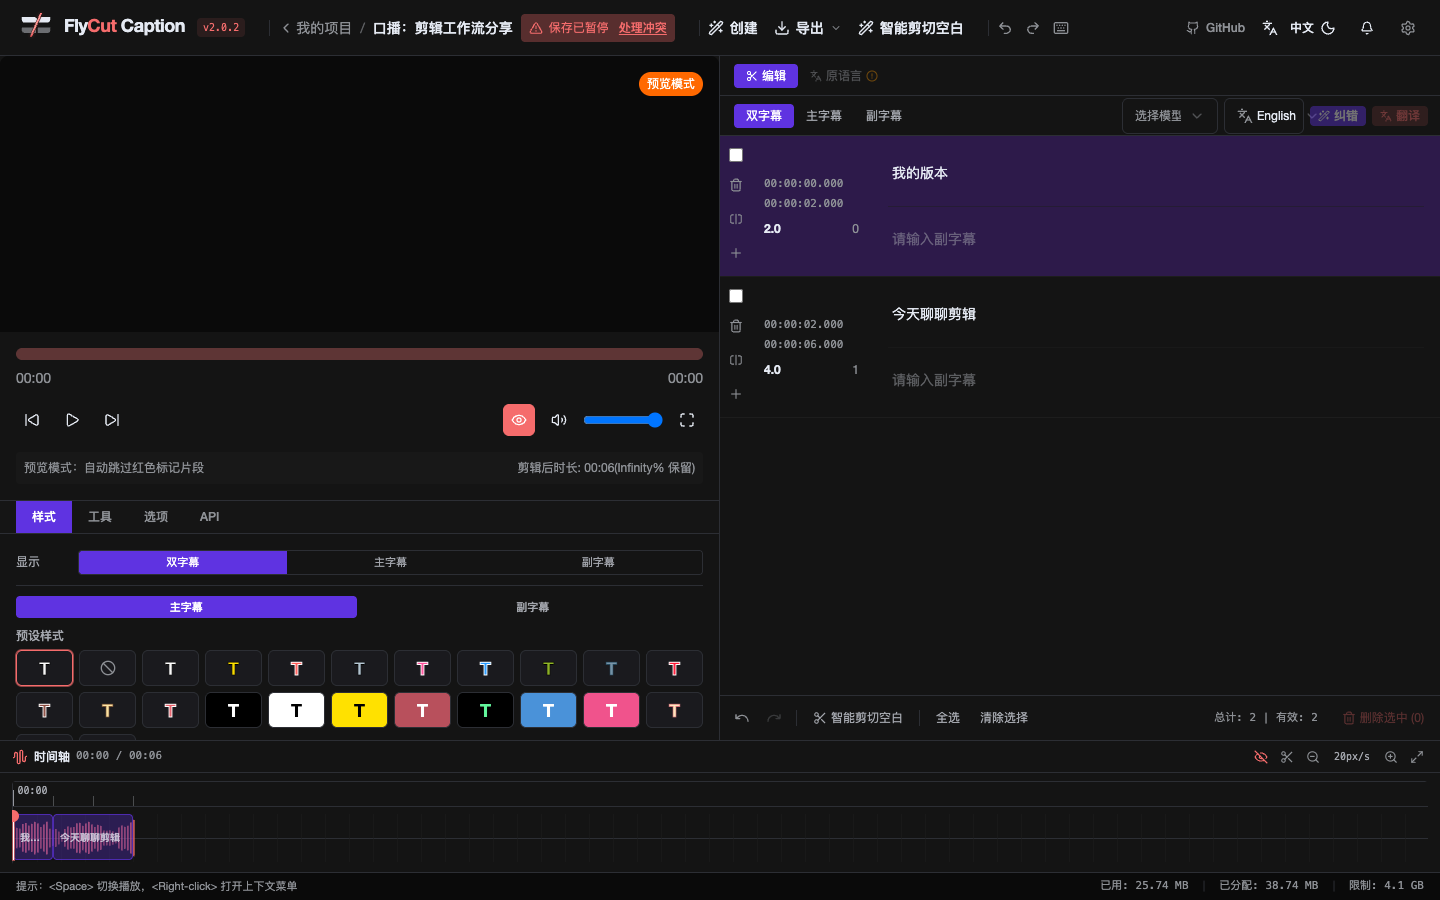 FlyCut Caption v2.0.2 我的项目 / 口播：剪辑工作流分享 保存已暂停 处理冲突 创建 导出 智能剪切空白 GitHub 中文
预览模式
00:00 00:00
预览模式：自动跳过红色标记片段 剪辑后时长: 00:06(Infinity% 保留)
样式 工具 选项 API
显示 双字幕 主字幕 副字幕
主字幕 副字幕
预设样式
T T T T T T T T T T
T T T T T T T T T T T
编辑 原语言
双字幕 主字幕 副字幕 选择模型 English 纠错 翻译
00:00:00.000
00:00:02.000
2.0 0
我的版本
请输入副字幕
00:00:02.000
00:00:06.000
4.0 1
今天聊聊剪辑
请输入副字幕
智能剪切空白 全选 清除选择 总计: 2 | 有效: 2 删除选中 (0)
时间轴 00:00 / 00:06 20px/s
00:00
我... 今天聊聊剪辑
提示：<Space> 切换播放，<Right-click> 打开上下文菜单 已用: 25.74 MB 已分配: 38.74 MB 限制: 4.1 GB